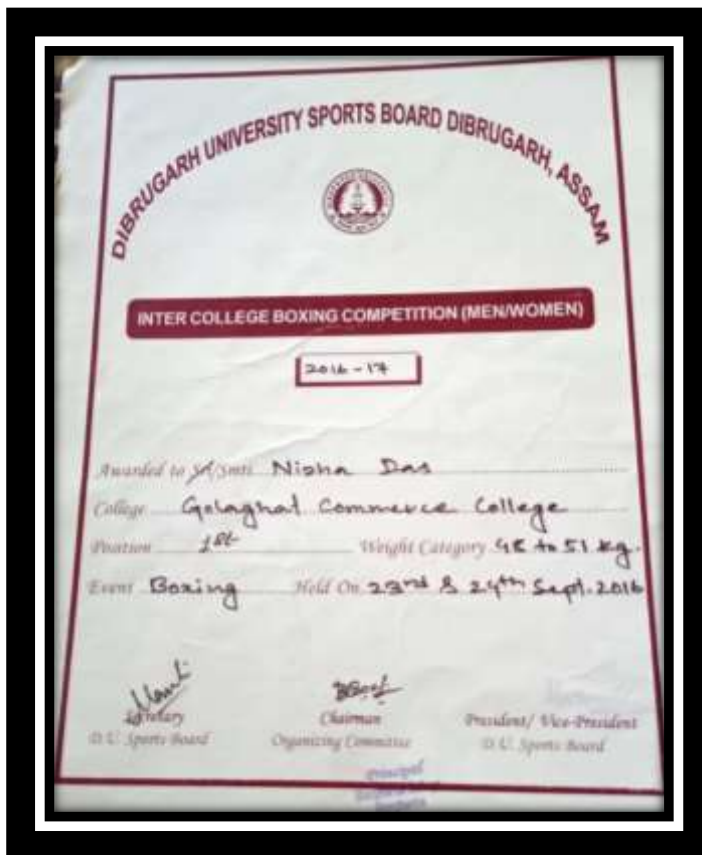 DIBRUGARH UNIVERSITY SPORTS BOARD DIBRUGARH, ASSAM
INTER COLLEGE BOXING COMPETITION (MEN/WOMEN)
2016-17
Awarded to Sri/Smti Nisha Das
College Golaghat Commerce College
Position 1st Weight Category 48 to 51 kg.
Event Boxing Held On 23rd & 24th Sept. 2016
Secretary Chairman President/ Vice-President
D. U. Sports Board Organizing Committee D. U. Sports Board
Principal